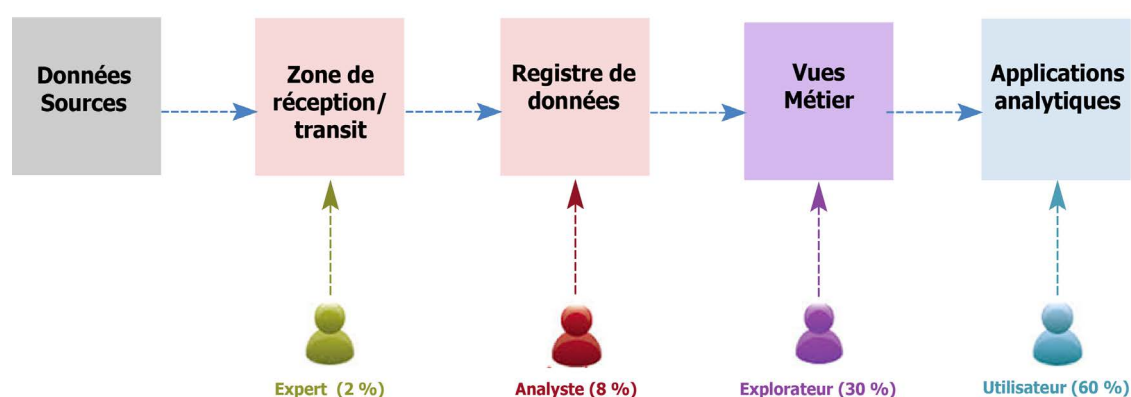 Données
Sources
Zone de
réception/
transit
Registre de
données
Vues
Métier
Applications
analytiques
Expert (2 %)
Analyste (8 %)
Explorateur (30 %)
Utilisateur (60 %)